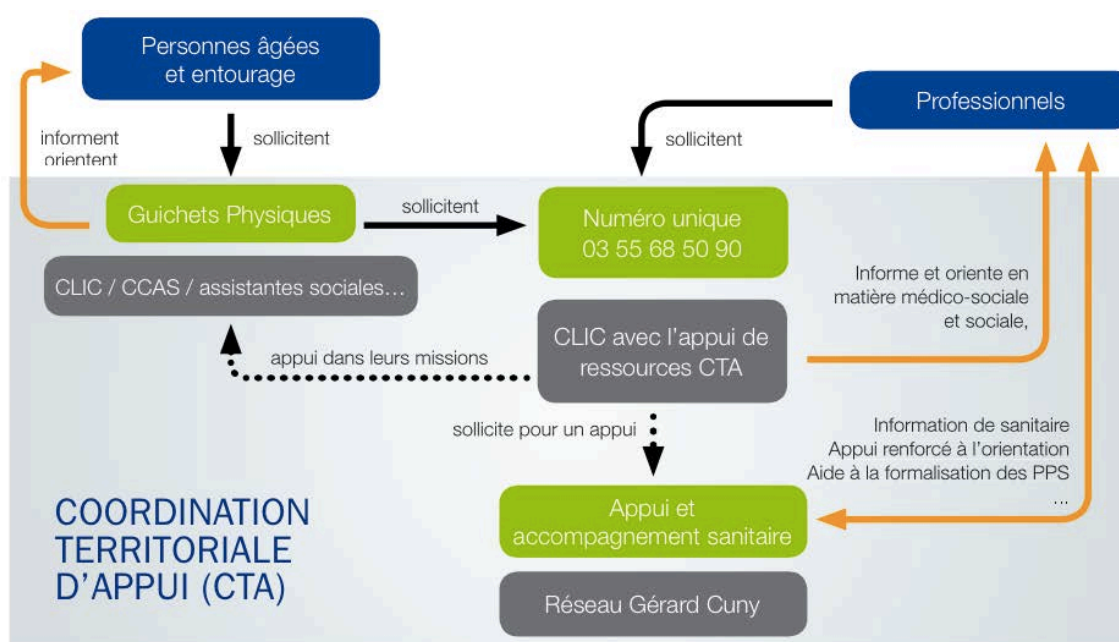 Personnes âgées
et entourage
Professionnels
informent
orientent
sollicitent
sollicitent
Guichets Physiques
sollicitent
Numéro unique
03 55 68 50 90
CLIC / CCAS / assistantes sociales…
Informe et oriente en
matière médico-sociale
et sociale,
CLIC avec l'appui de
ressources CTA
appui dans leurs missions
sollicite pour un appui
Information de sanitaire
Appui renforcé à l'orientation
Aide à la formalisation des PPS
…
COORDINATION
TERRITORIALE
D'APPUI (CTA)
Appui et
accompagnement sanitaire
Réseau Gérard Cuny